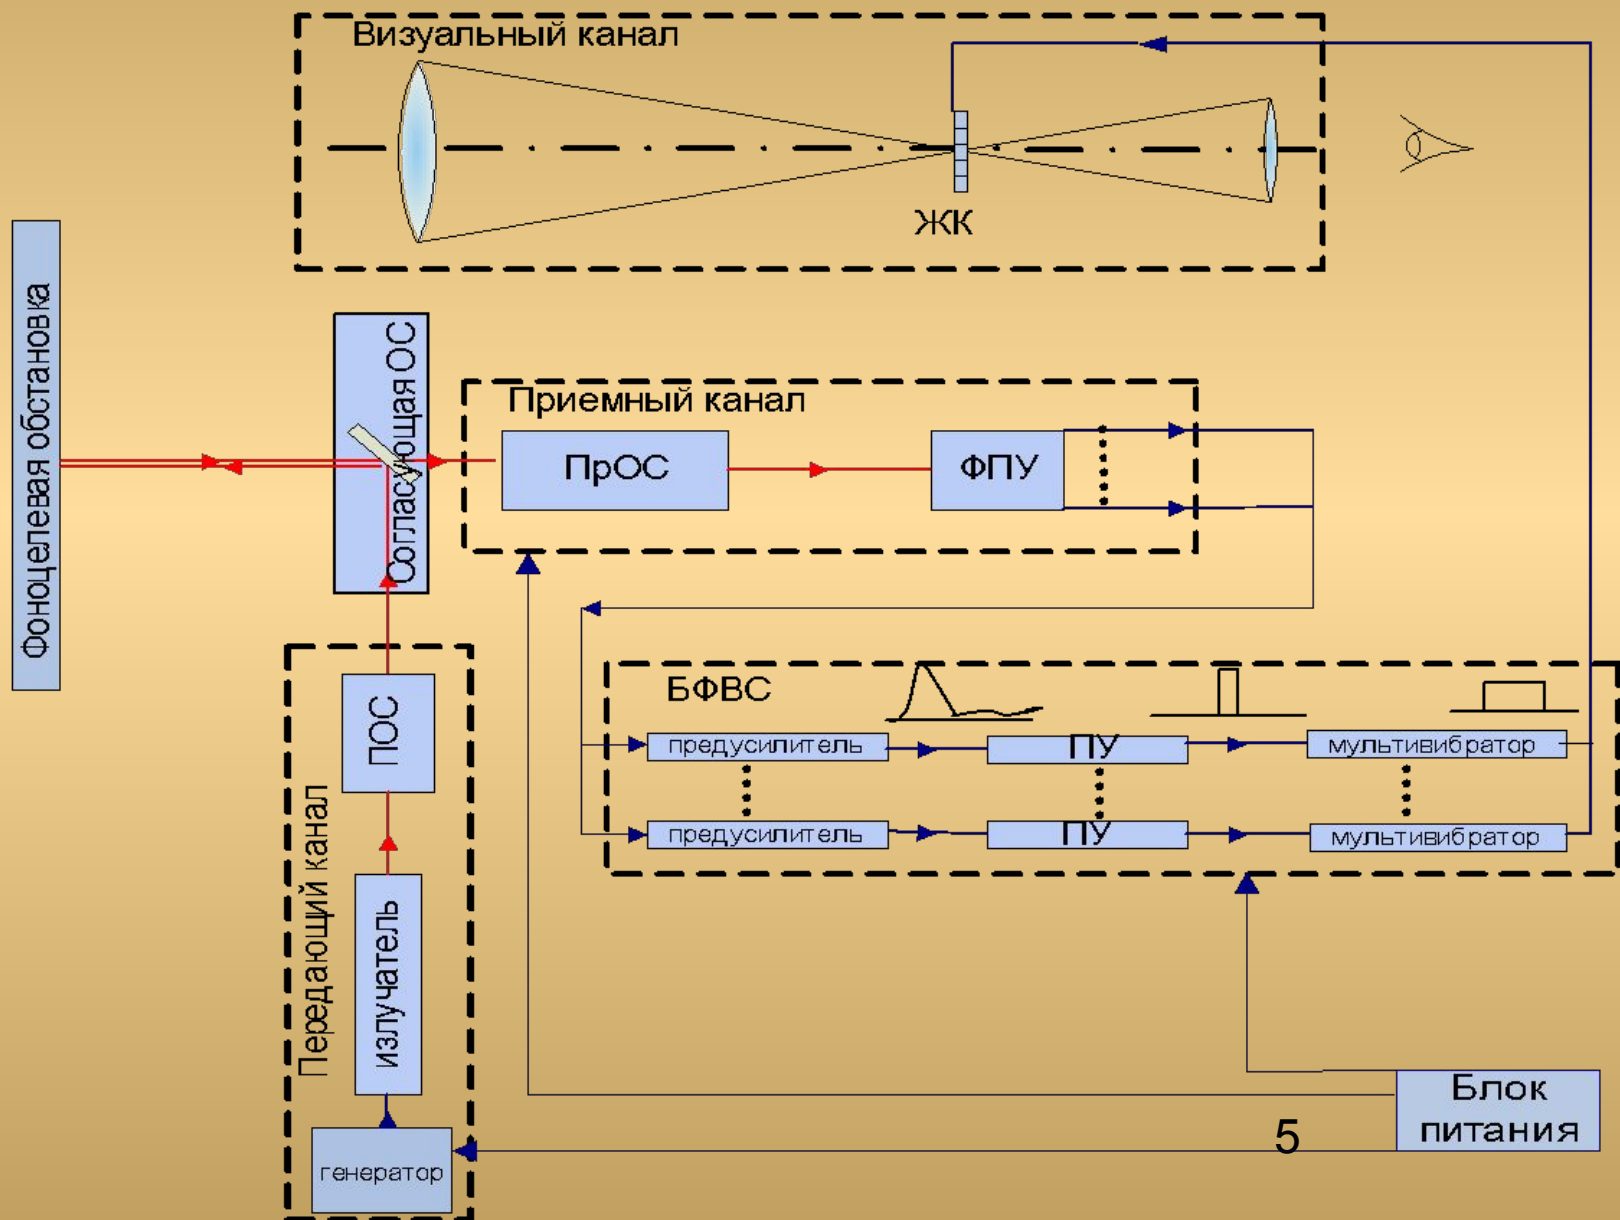 Визуальный канал
ЖК
Фоноцелевая обстановка
Согласующая ОС
Приемный канал
ПрОС
ФПУ
БФВС
предусилитель
ПУ
мультивибратор
предусилитель
ПУ
мультивибратор
Передающий канал
ПОС
излучатель
генератор
Блок
питания
5